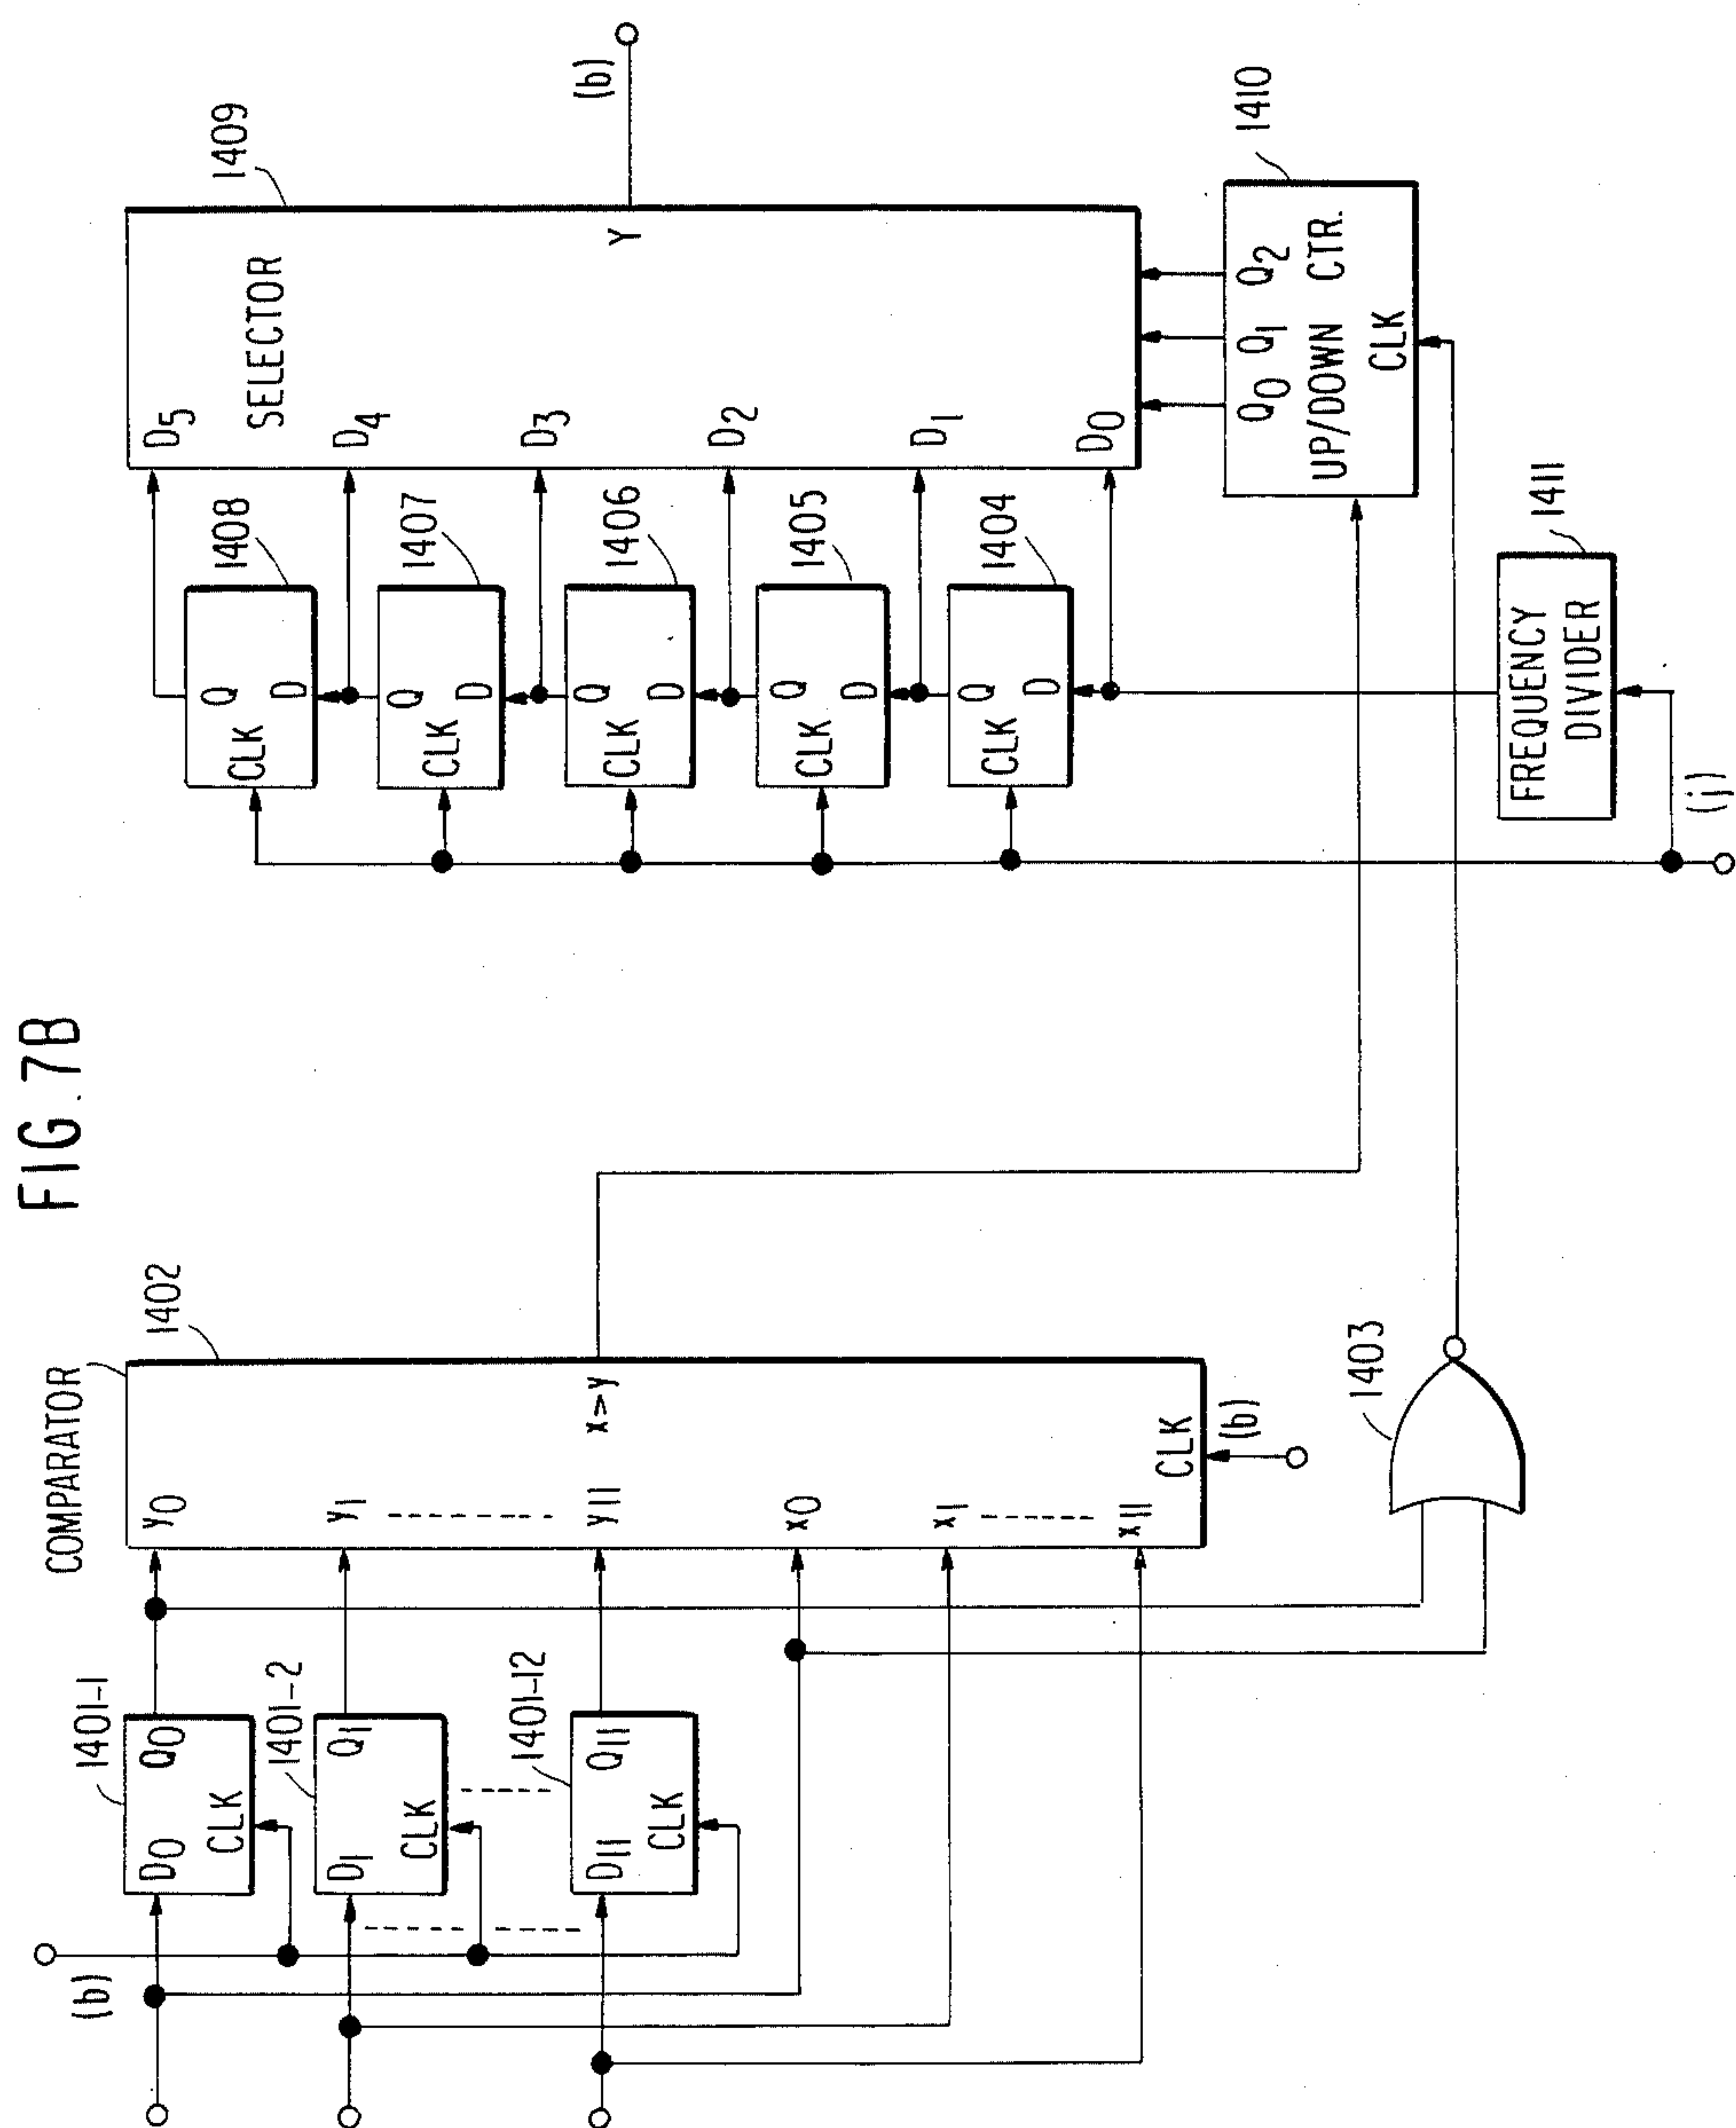 FIG. 7B
(b)
1401-1
D0 Q0
CLK
1401-2
D1 Q1
CLK
1401-12
D11 Q11
CLK
COMPARATOR
1402
y0
y1
y11
x>y
x0
x1
x11
CLK
(b)
1403
1408
Q
CLK
D
1407
Q
CLK
D
1406
Q
CLK
D
1405
Q
CLK
D
1404
Q
CLK
D
1409
D5
SELECTOR
D4
D3
Y
D2
D1
D0
(b)
1410
Q0 Q1 Q2
UP/DOWN CTR.
CLK
1411
FREQUENCY
DIVIDER
(j)